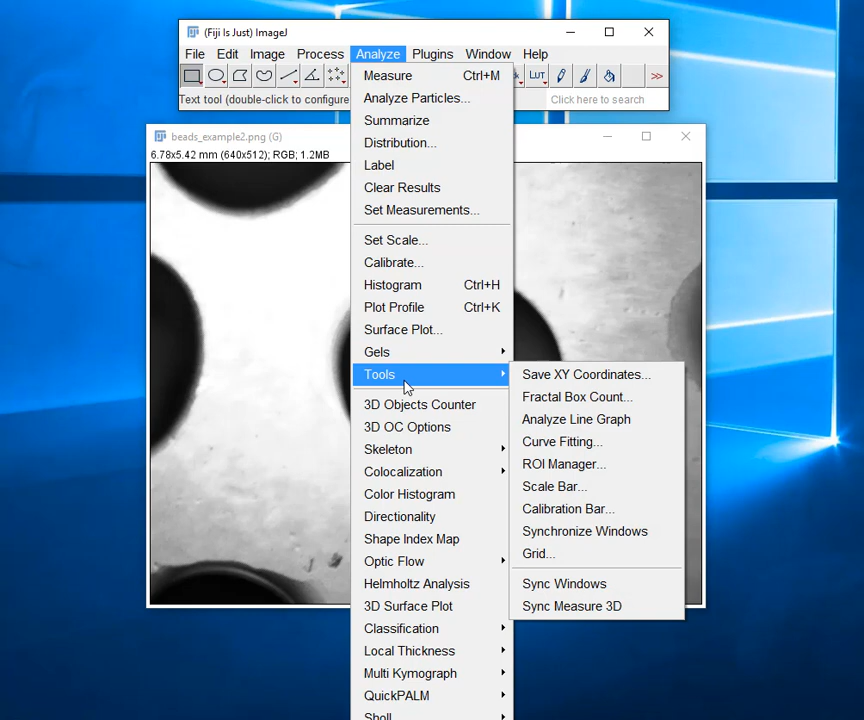 (Fiji Is Just) ImageJ
File Edit Image Process Analyze Plugins Window Help
LUT >>
Text tool (double-click to configure
Click here to search
beads_example2.png (G)
6.78x5.42 mm (640x512); RGB; 1.2MB
Measure Ctrl+M
Analyze Particles...
Summarize
Distribution...
Label
Clear Results
Set Measurements...
Set Scale...
Calibrate...
Histogram Ctrl+H
Plot Profile Ctrl+K
Surface Plot...
Gels
Tools
3D Objects Counter
3D OC Options
Skeleton
Colocalization
Color Histogram
Directionality
Shape Index Map
Optic Flow
Helmholtz Analysis
3D Surface Plot
Classification
Local Thickness
Multi Kymograph
QuickPALM
Sholl
Save XY Coordinates...
Fractal Box Count...
Analyze Line Graph
Curve Fitting...
ROI Manager...
Scale Bar...
Calibration Bar...
Synchronize Windows
Grid...
Sync Windows
Sync Measure 3D